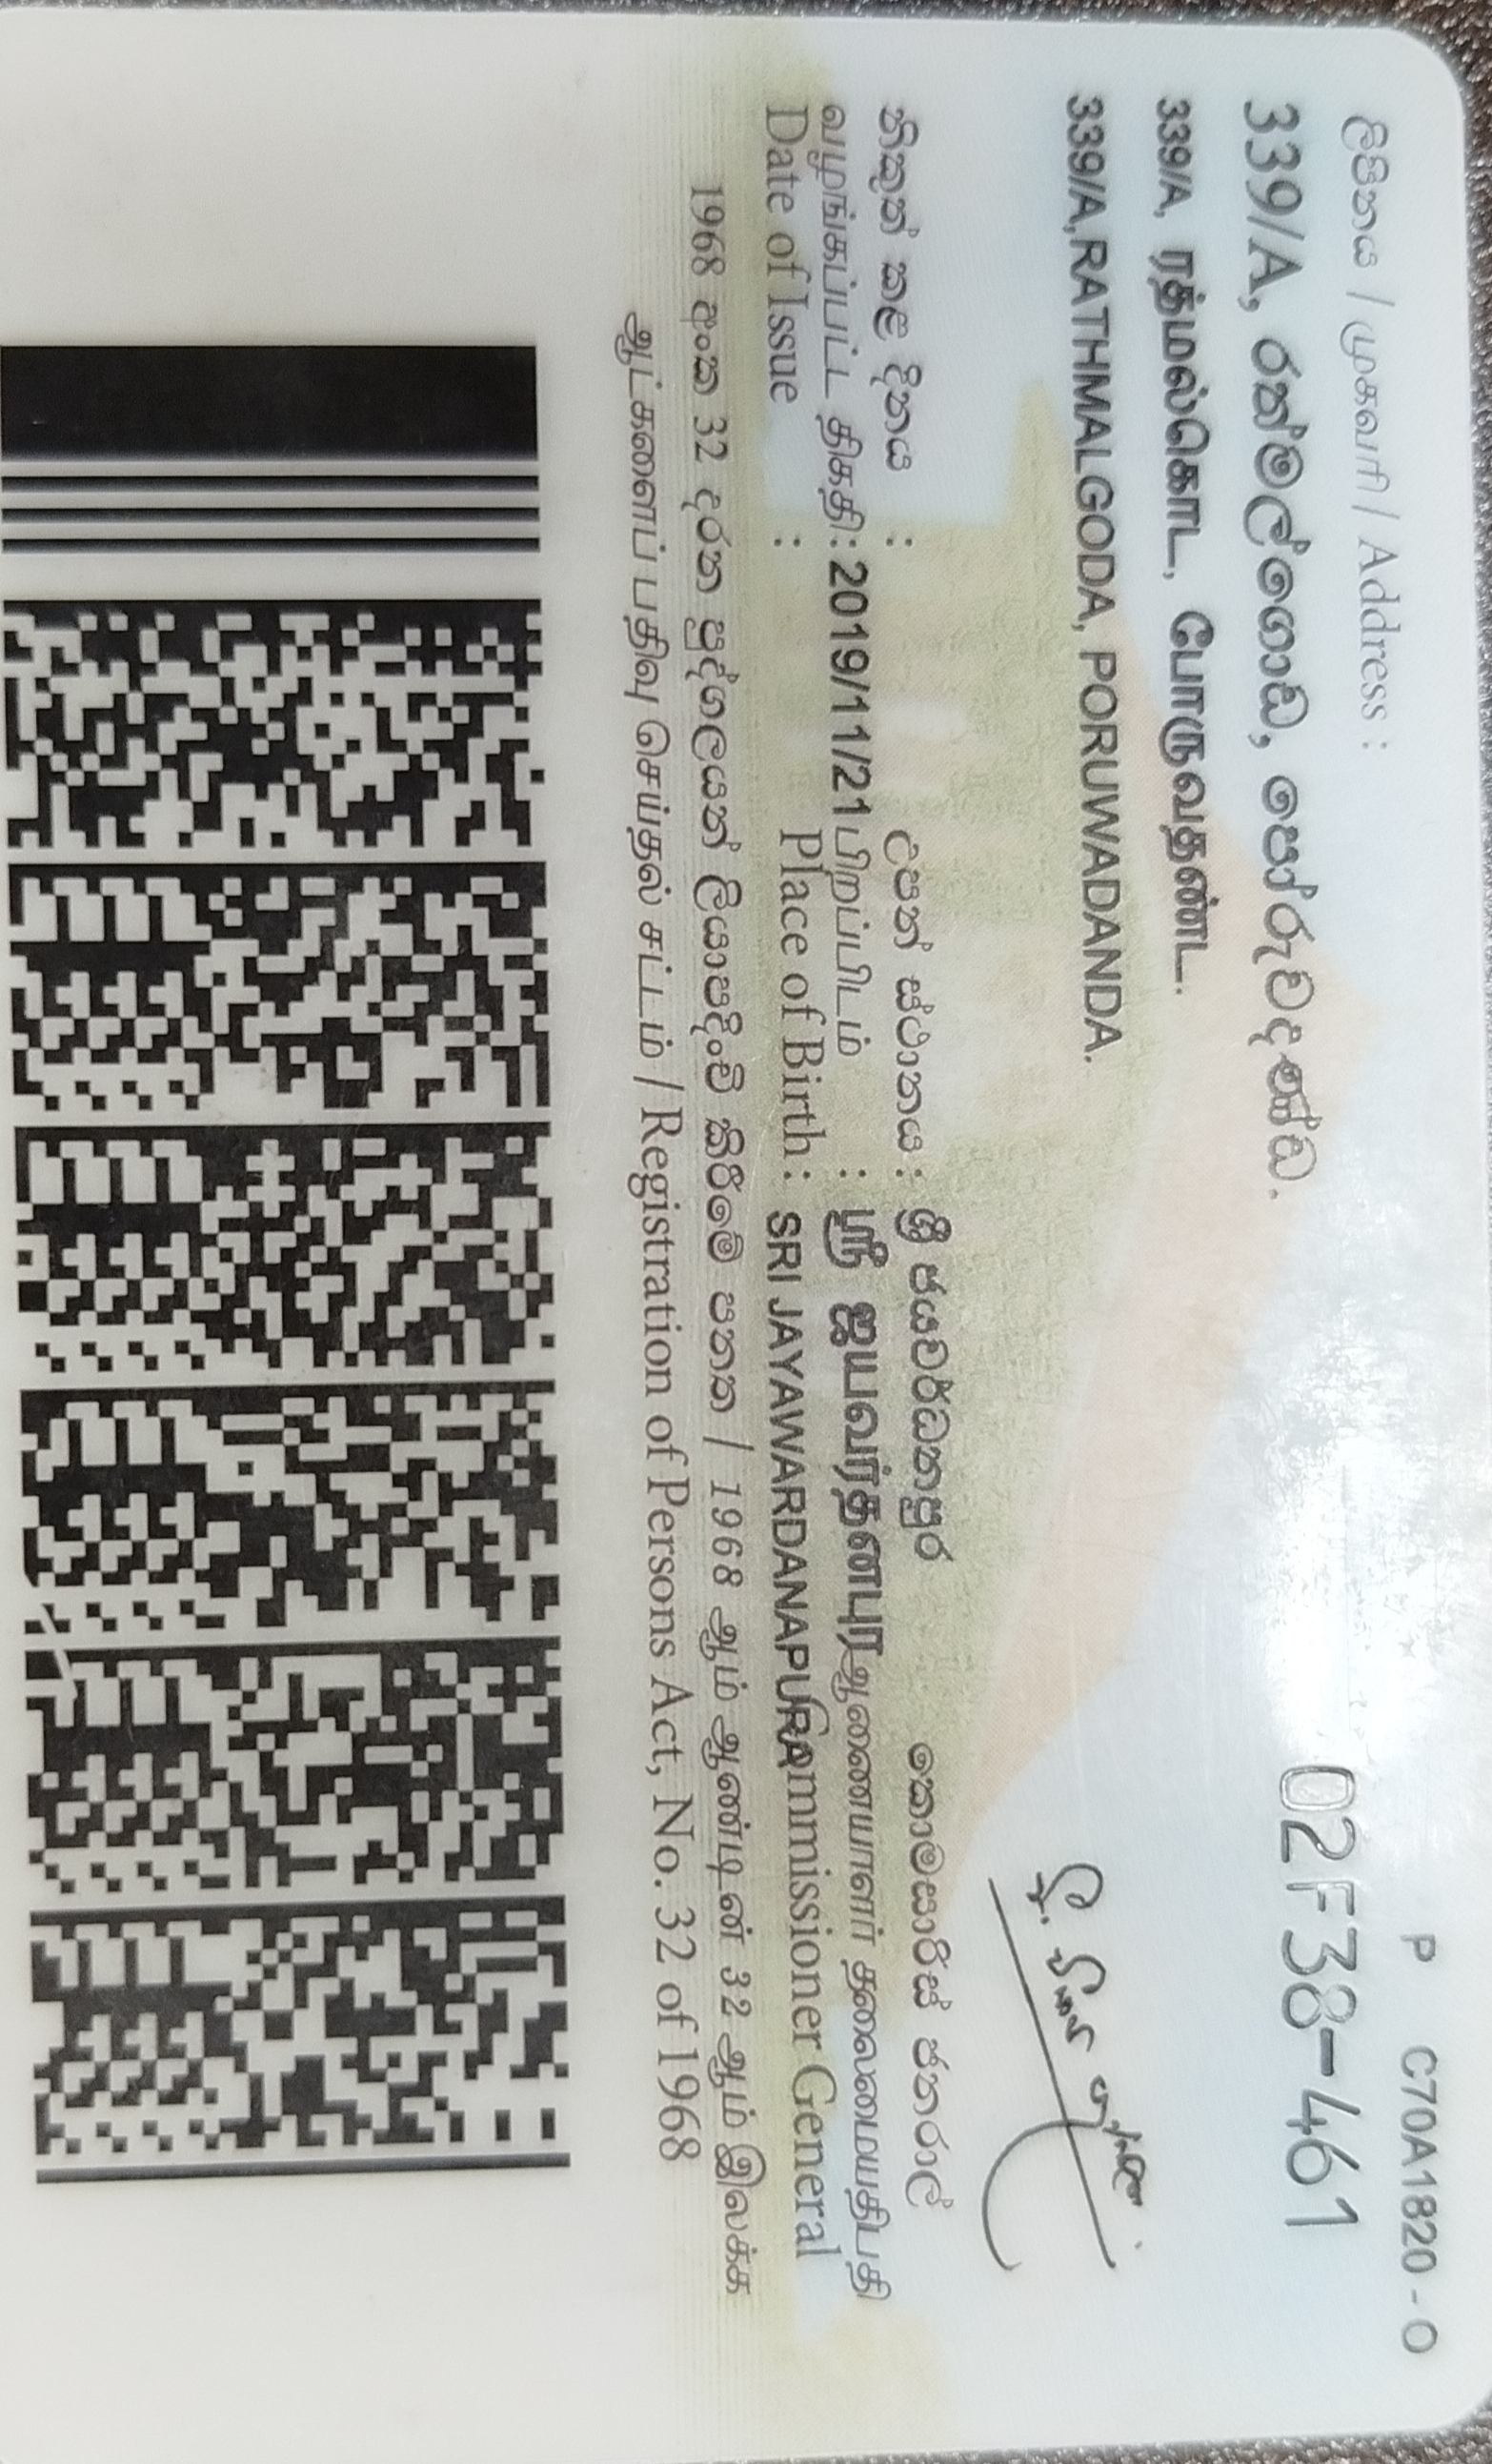 P C70A1820 - O
ලිපිනය / முகவரி / Address :
02F38-461
339/A, රත්මල්ගොඩ, පෝරුවදණ්ඩ.
339/A, ரத்மல்கொட, போருவதண்ட.
339/A,RATHMALGODA, PORUWADANDA.
නිකුත් කළ දිනය : උපන් ස්ථානය : ශ්‍රී ජයවර්ධනපුර කොමසාරිස් ජනරාල්
வழங்கப்பட்ட திகதி : 2019/11/21 பிறப்பிடம் : ஸ்ரீ ஜயவர்தனபுர ஆணையாளர் தலைமையதிபதி
Date of Issue : Place of Birth : SRI JAYAWARDANAPURA Commissioner General
1968 අංක 32 දරන පුද්ගලයන් ලියාපදිංචි කිරීමේ පනත / 1968 ஆம் ஆண்டின் 32 ஆம் இலக்க
ஆட்களைப் பதிவு செய்தல் சட்டம் / Registration of Persons Act, No. 32 of 1968